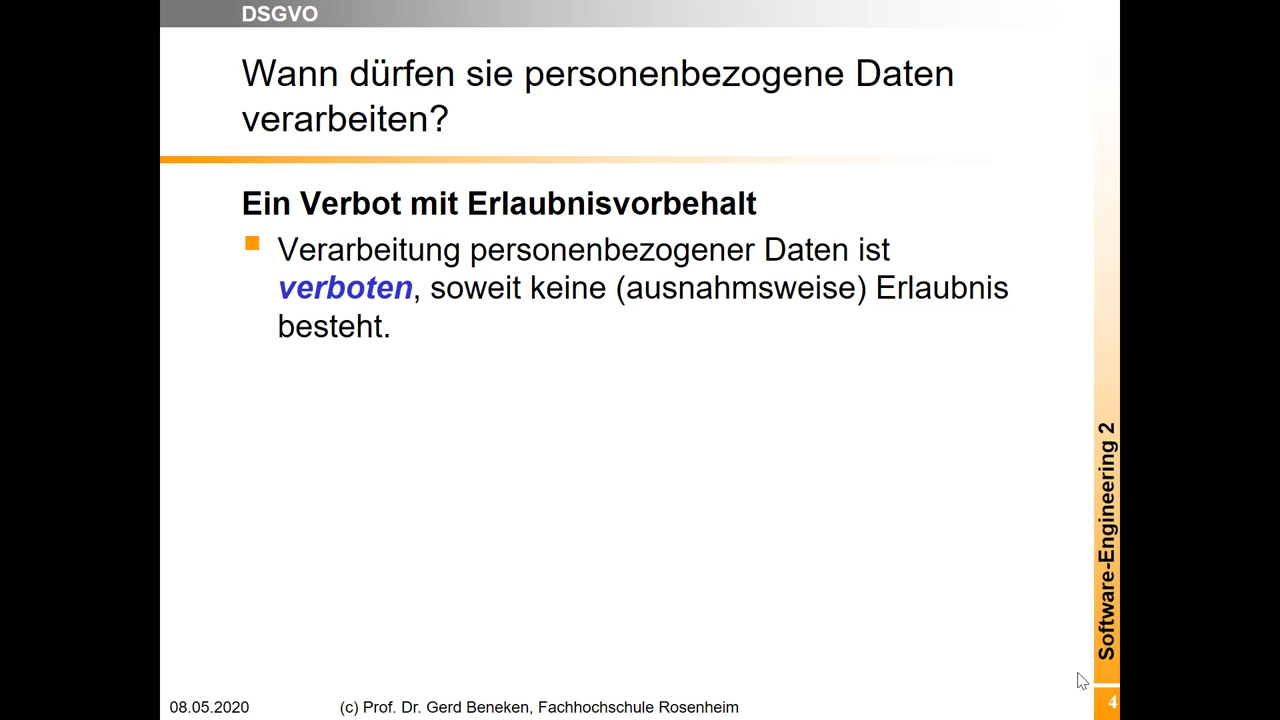 DSGVO
Wann dürfen sie personenbezogene Daten
verarbeiten?
Ein Verbot mit Erlaubnisvorbehalt
Verarbeitung personenbezogener Daten ist
verboten, soweit keine (ausnahmsweise) Erlaubnis
besteht.
Software-Engineering 2
08.05.2020
(c) Prof. Dr. Gerd Beneken, Fachhochschule Rosenheim
4